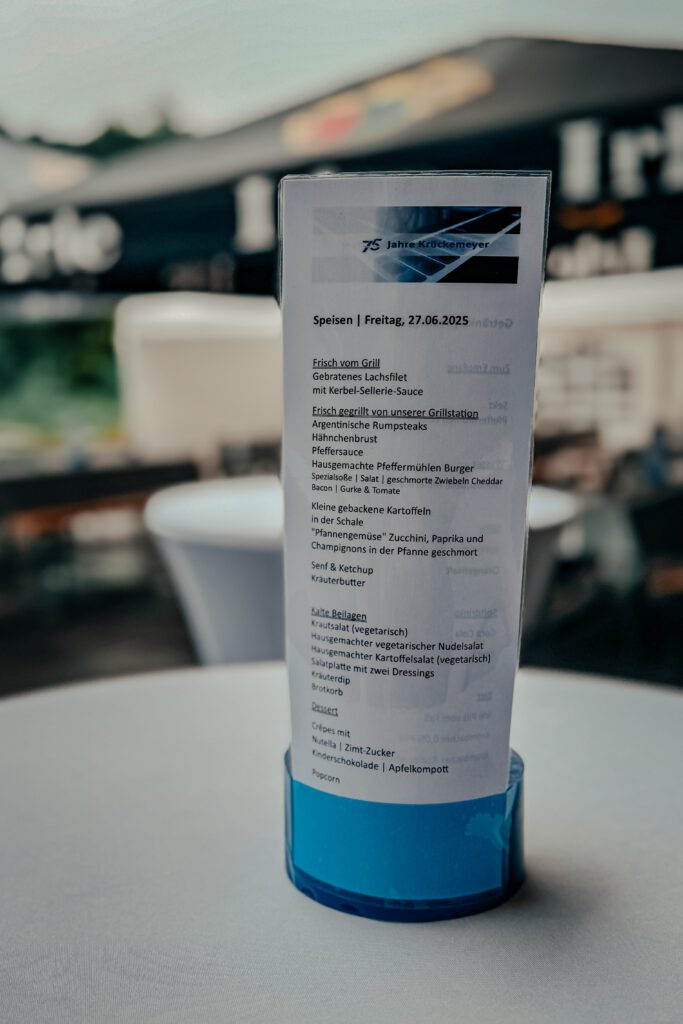 75 Jahre Krückemeyer
Speisen | Freitag, 27.06.2025
Frisch vom Grill
Gebratenes Lachsfilet
mit Kerbel-Sellerie-Sauce
Frisch gegrillt von unserer Grillstation
Argentinische Rumpsteaks
Hähnchenbrust
Pfeffersauce
Hausgemachte Pfeffermühlen Burger
Spezialsoße | Salat | geschmorte Zwiebeln Cheddar
Bacon | Gurke & Tomate
Kleine gebackene Kartoffeln
in der Schale
"Pfannengemüse" Zucchini, Paprika und
Champignons in der Pfanne geschmort
Senf & Ketchup
Kräuterbutter
Kalte Beilagen
Krautsalat (vegetarisch)
Hausgemachter vegetarischer Nudelsalat
Hausgemachter Kartoffelsalat (vegetarisch)
Salatplatte mit zwei Dressings
Kräuterdip
Brotkorb
Dessert
Crêpes mit
Nutella | Zimt-Zucker
Kinderschokolade | Apfelkompott
Popcorn